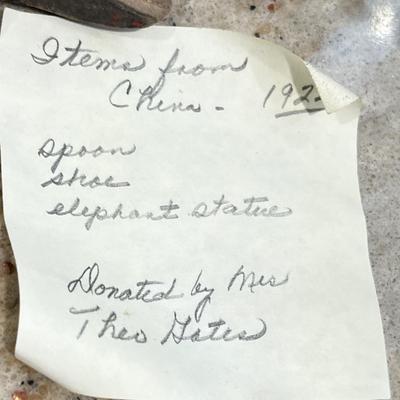 Items from
China - 192
spoon
shoe
elephant statue
Donated by Mrs
Theo Gates